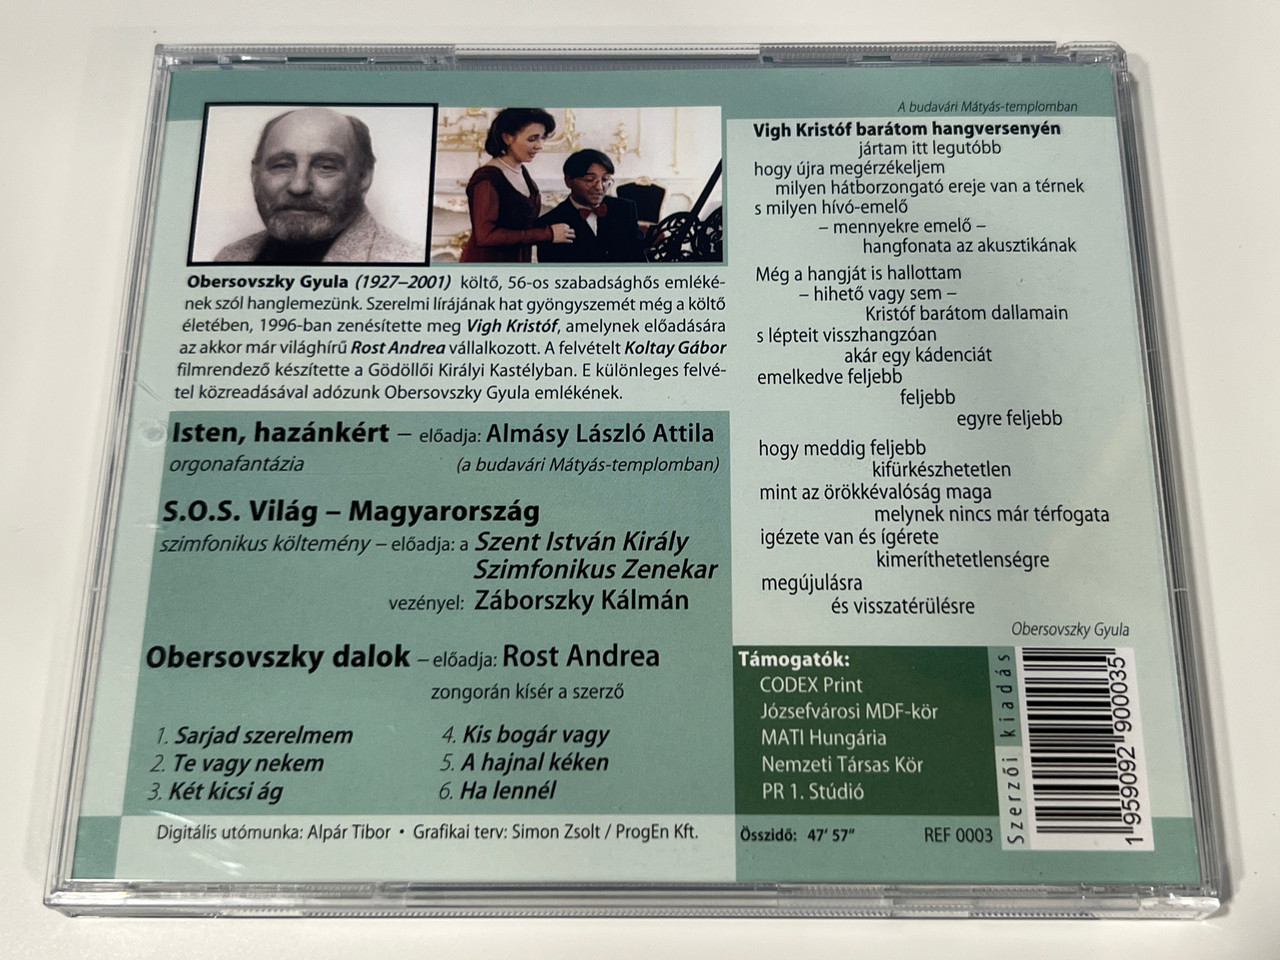 Obersovszky Gyula (1927–2001) költő, 56-os szabadsághős emléké-
nek szól hanglemezünk. Szerelmi lírájának hat gyöngyszemét még a költő
életében, 1996-ban zenésítette meg Vigh Kristóf, amelynek előadására
az akkor már világhírű Rost Andrea vállalkozott. A felvételt Koltay Gábor
filmrendező készítette a Gödöllői Királyi Kastélyban. E különleges felvé-
tel közreadásával adózunk Obersovszky Gyula emlékének.
Isten, hazánkért – előadja: Almásy László Attila
orgonafantázia (a budavári Mátyás-templomban)
S.O.S. Világ – Magyarország
szimfonikus költemény – előadja: a Szent István Király
Szimfonikus Zenekar
vezényel: Záborszky Kálmán
Obersovszky dalok – előadja: Rost Andrea
zongorán kísér a szerző
1. Sarjad szerelmem
2. Te vagy nekem
3. Két kicsi ág
4. Kis bogár vagy
5. A hajnal kéken
6. Ha lennél
Digitális utómunka: Alpár Tibor • Grafikai terv: Simon Zsolt / ProgEn Kft.
A budavári Mátyás-templomban
Vigh Kristóf barátom hangversenyén
jártam itt legutóbb
hogy újra megérzékeljem
milyen hátborzongató ereje van a térnek
s milyen hívó-emelő
– mennyekre emelő –
hangfonata az akusztikának
Még a hangját is hallottam
– hihető vagy sem –
Kristóf barátom dallamain
s lépteit visszhangzóan
akár egy kádenciát
emelkedve feljebb
feljebb
egyre feljebb
hogy meddig feljebb
kifürkészhetetlen
mint az örökkévalóság maga
melynek nincs már térfogata
igézete van és ígérete
kimeríthetetlenségre
megújulásra
és visszatérülésre
Obersovszky Gyula
Támogatók:
CODEX Print
Józsefvárosi MDF-kör
MATI Hungária
Nemzeti Társas Kör
PR 1. Stúdió
Összidő: 47' 57"
REF 0003
Szerzői kiadás
1 959092 900035